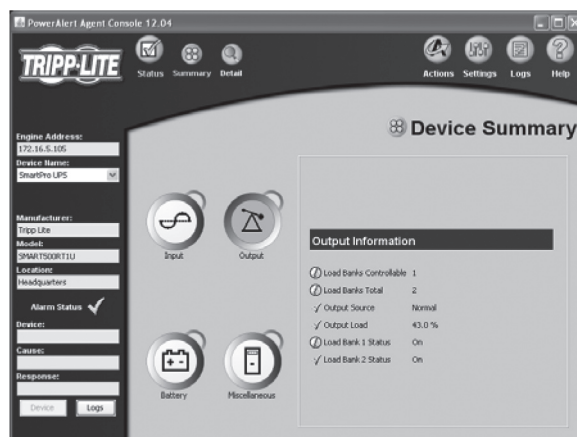 PowerAlert Agent Console 12.04
TRIPP·LITE
Status
Summary
Detail
Actions
Settings
Logs
Help
Device Summary
Engine Address:
172.16.5.105
Device Name:
SmartPro UPS
Manufacturer:
Tripp Lite
Model:
SMART500RT1U
Location:
Headquarters
Alarm Status
Device:
Cause:
Response:
Device
Logs
Input
Output
Battery
Miscellaneous
Output Information
Load Banks Controllable 1
Load Banks Total 2
Output Source Normal
Output Load 43.0 %
Load Bank 1 Status On
Load Bank 2 Status On